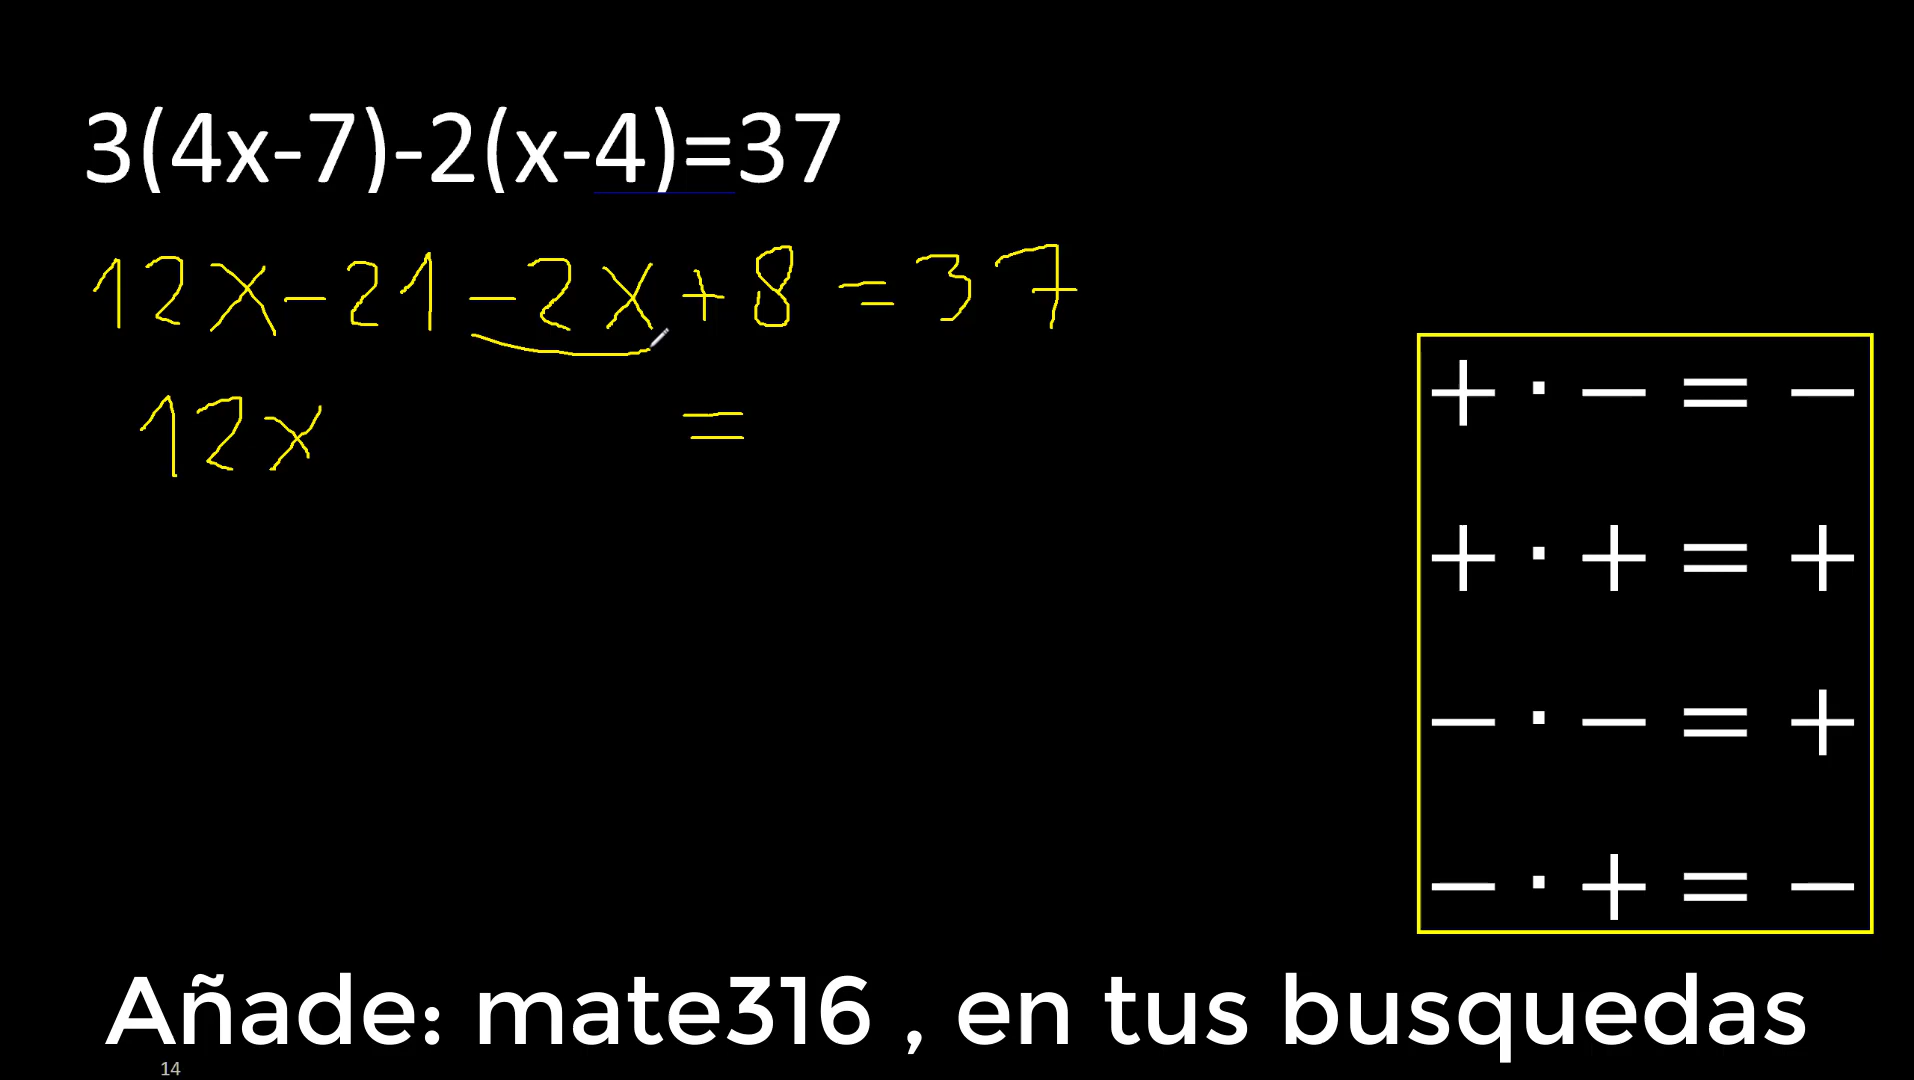 3(4x-7)-2(x-4)=37
12x-21-2x+8=37
12x =
+ · - = -
+ · + = +
- · - = +
- · + = -
Añade: mate316 , en tus busquedas
14